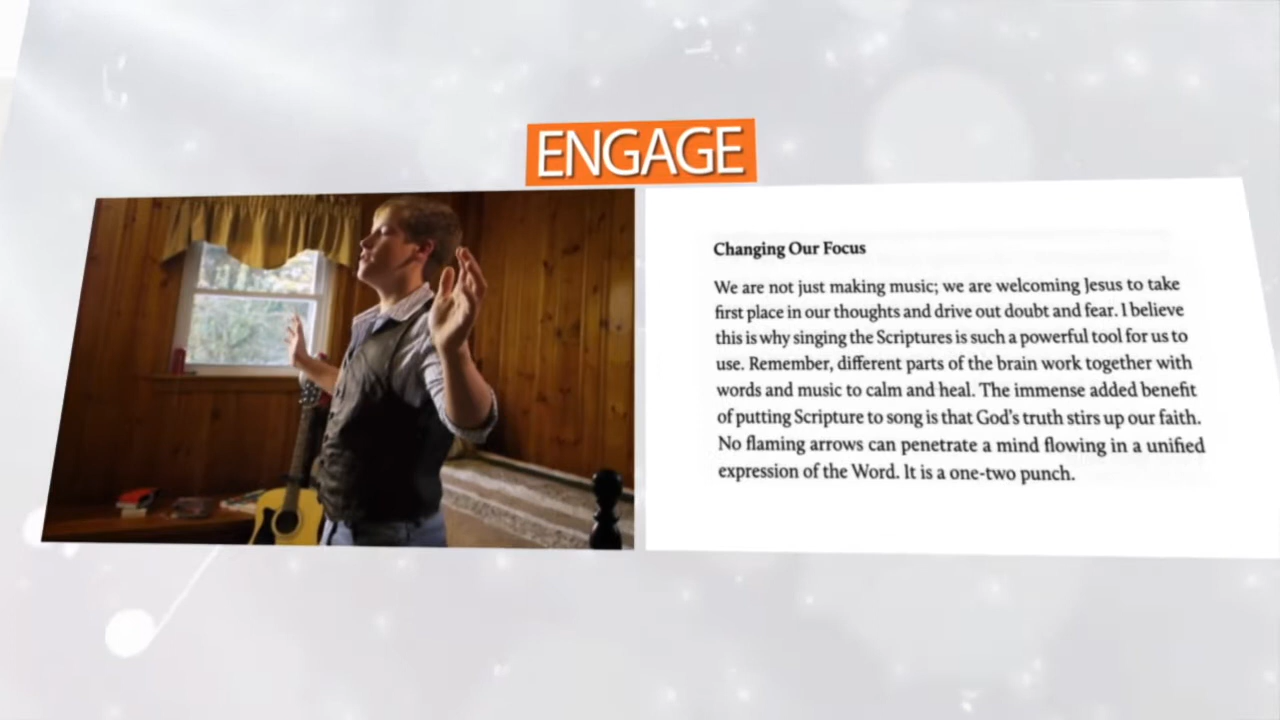 ENGAGE
Changing Our Focus
We are not just making music; we are welcoming Jesus to take
first place in our thoughts and drive out doubt and fear. I believe
this is why singing the Scriptures is such a powerful tool for us to
use. Remember, different parts of the brain work together with
words and music to calm and heal. The immense added benefit
of putting Scripture to song is that God's truth stirs up our faith.
No flaming arrows can penetrate a mind flowing in a unified
expression of the Word. It is a one-two punch.